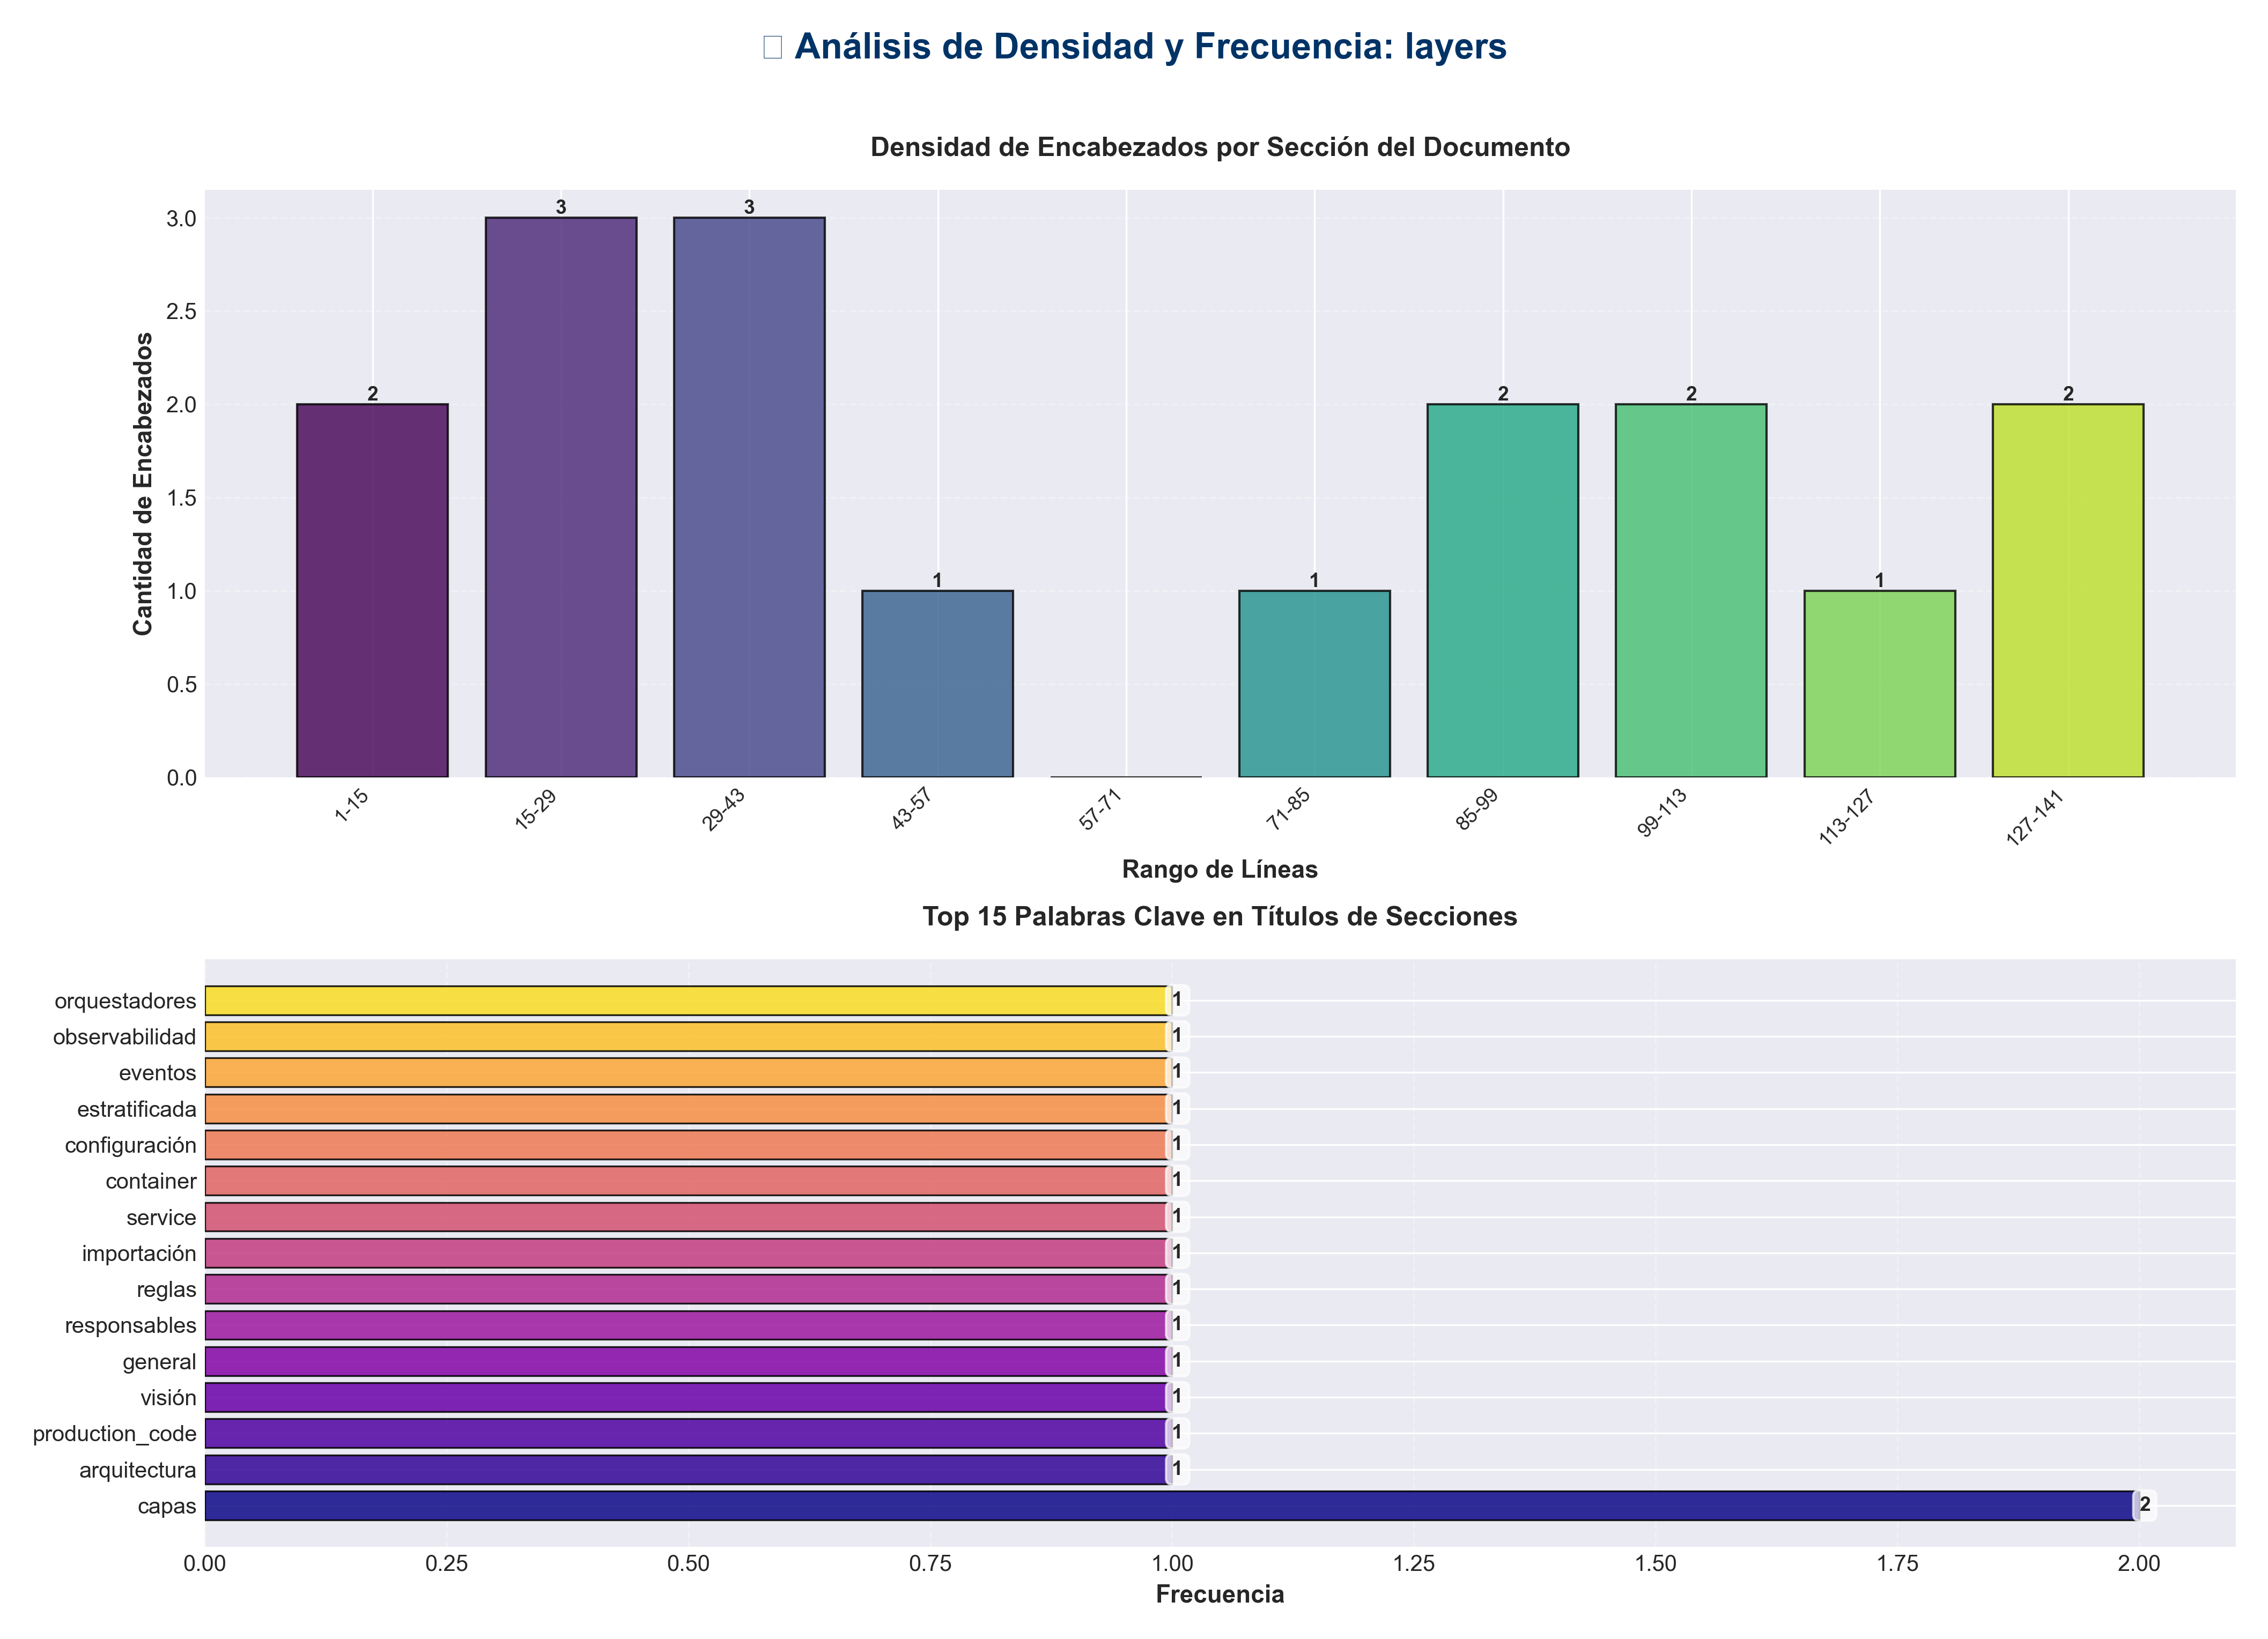 Análisis de Densidad y Frecuencia: layers
Densidad de Encabezados por Sección del Documento
Cantidad de Encabezados
3.0
2.5
2.0
1.5
1.0
0.5
0.0
2
3
3
1
1
2
2
1
2
1-15
15-29
29-43
43-57
57-71
71-85
85-99
99-113
113-127
127-141
Rango de Líneas
Top 15 Palabras Clave en Títulos de Secciones
orquestadores 1
observabilidad 1
eventos 1
estratificada 1
configuración 1
container 1
service 1
importación 1
reglas 1
responsables 1
general 1
visión 1
production_code 1
arquitectura 1
capas 2
0.00 0.25 0.50 0.75 1.00 1.25 1.50 1.75 2.00
Frecuencia